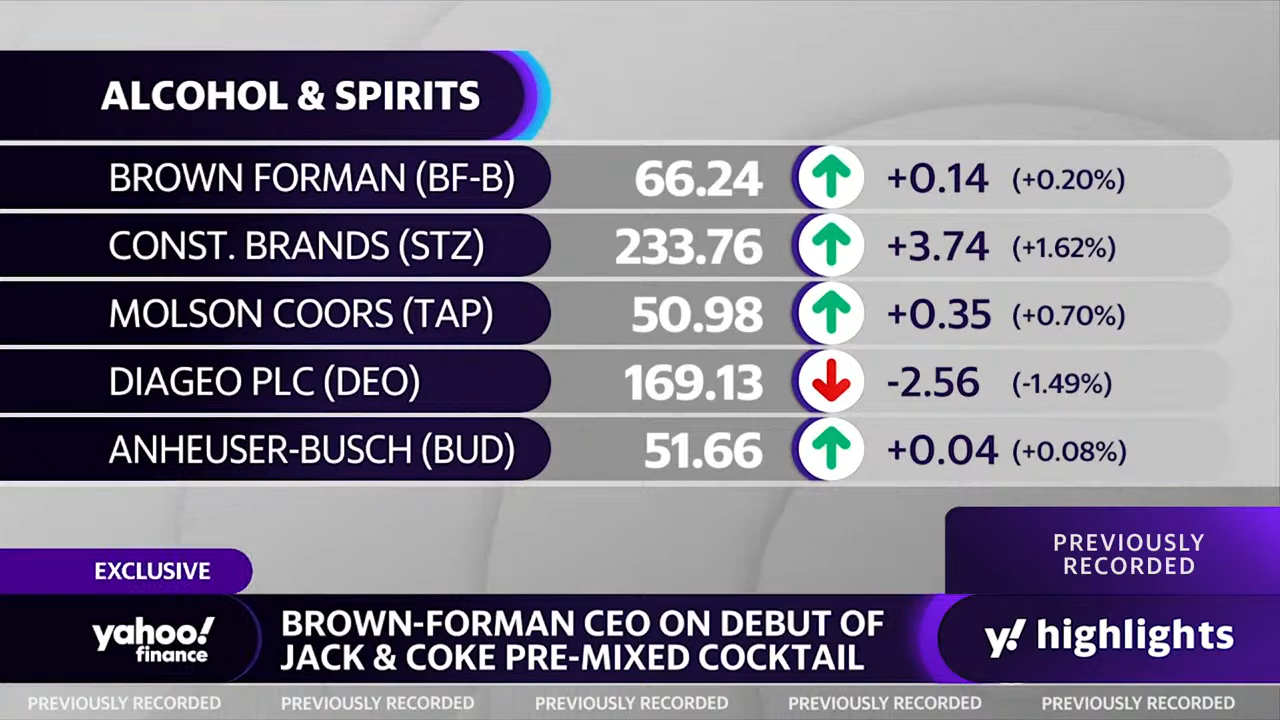 ALCOHOL & SPIRITS
BROWN FORMAN (BF-B) 66.24 +0.14 (+0.20%)
CONST. BRANDS (STZ) 233.76 +3.74 (+1.62%)
MOLSON COORS (TAP) 50.98 +0.35 (+0.70%)
DIAGEO PLC (DEO) 169.13 -2.56 (-1.49%)
ANHEUSER-BUSCH (BUD) 51.66 +0.04 (+0.08%)
PREVIOUSLY
RECORDED
EXCLUSIVE
yahoo!
finance
BROWN-FORMAN CEO ON DEBUT OF
JACK & COKE PRE-MIXED COCKTAIL
y! highlights
PREVIOUSLY RECORDED PREVIOUSLY RECORDED PREVIOUSLY RECORDED PREVIOUSLY RECORDED PREVIOUSLY RECORDED